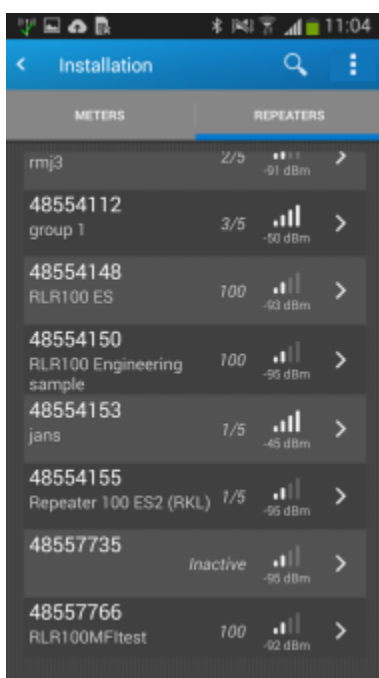 11:04
Installation
METERS REPEATERS
rmj3 2/5 -91 dBm
48554112
group 1 3/5 -50 dBm
48554148
RLR100 ES 100 -93 dBm
48554150
RLR100 Engineering
sample 100 -95 dBm
48554153
jans 1/5 -45 dBm
48554155
Repeater 100 ES2 (RKL) 1/5 -95 dBm
48557735
Inactive -95 dBm
48557766
RLR100MFItest 100 -92 dBm